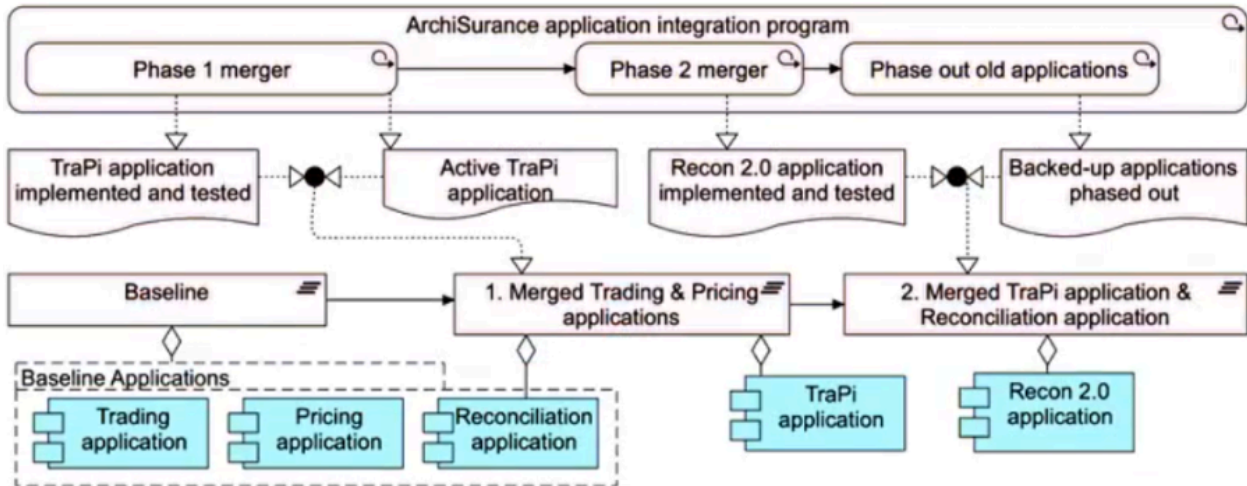 ArchiSurance application integration program
Phase 1 merger
Phase 2 merger
Phase out old applications
TraPi application
implemented and tested
Active TraPi
application
Recon 2.0 application
implemented and tested
Backed-up applications
phased out
Baseline
1. Merged Trading & Pricing
applications
2. Merged TraPi application &
Reconciliation application
Baseline Applications
Trading
application
Pricing
application
Reconciliation
application
TraPi
application
Recon 2.0
application